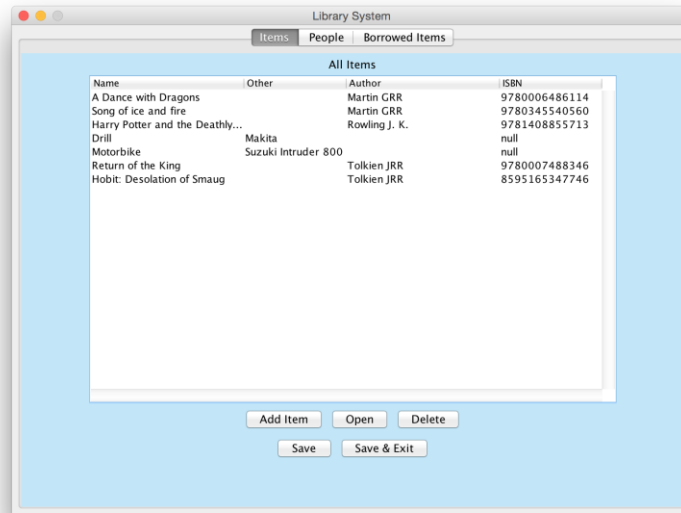 Library System
Items People Borrowed Items
All Items
Name Other Author ISBN
A Dance with Dragons Martin GRR 9780006486114
Song of ice and fire Martin GRR 9780345540560
Harry Potter and the Deathly... Rowling J. K. 9781408855713
Drill Makita null
Motorbike Suzuki Intruder 800 null
Return of the King Tolkien JRR 9780007488346
Hobit: Desolation of Smaug Tolkien JRR 8595165347746
Add Item Open Delete
Save Save & Exit